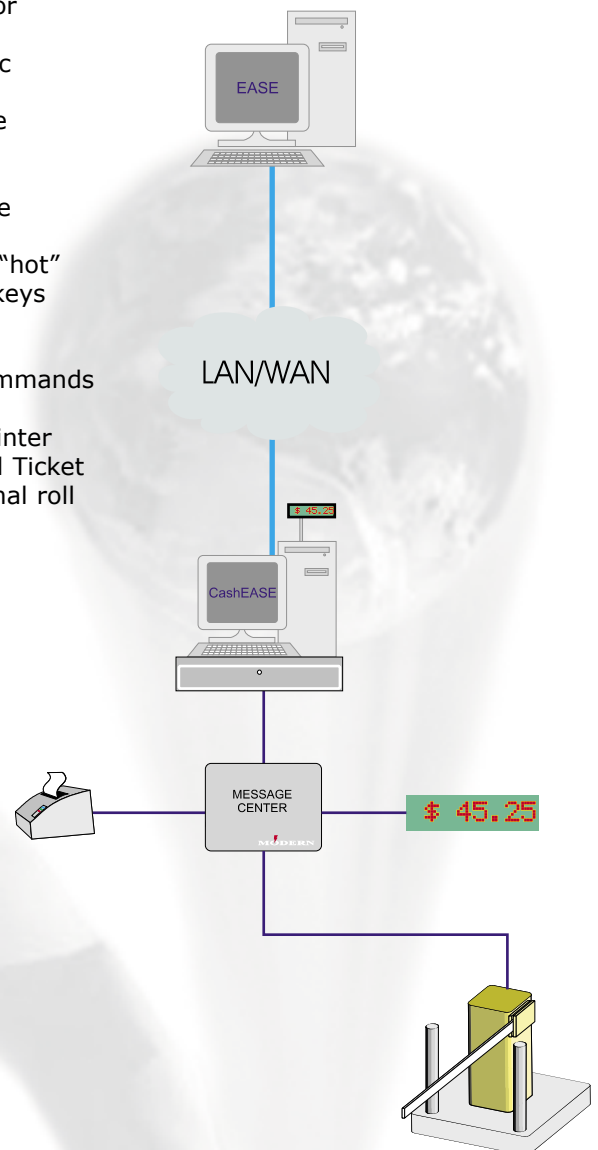 or
c
EASE
e
e
“hot”
keys
LAN/WAN
mmands
inter
l Ticket
nal roll
$ 45.25
CashEASE
MESSAGE
CENTER
MODERN
$ 45.25